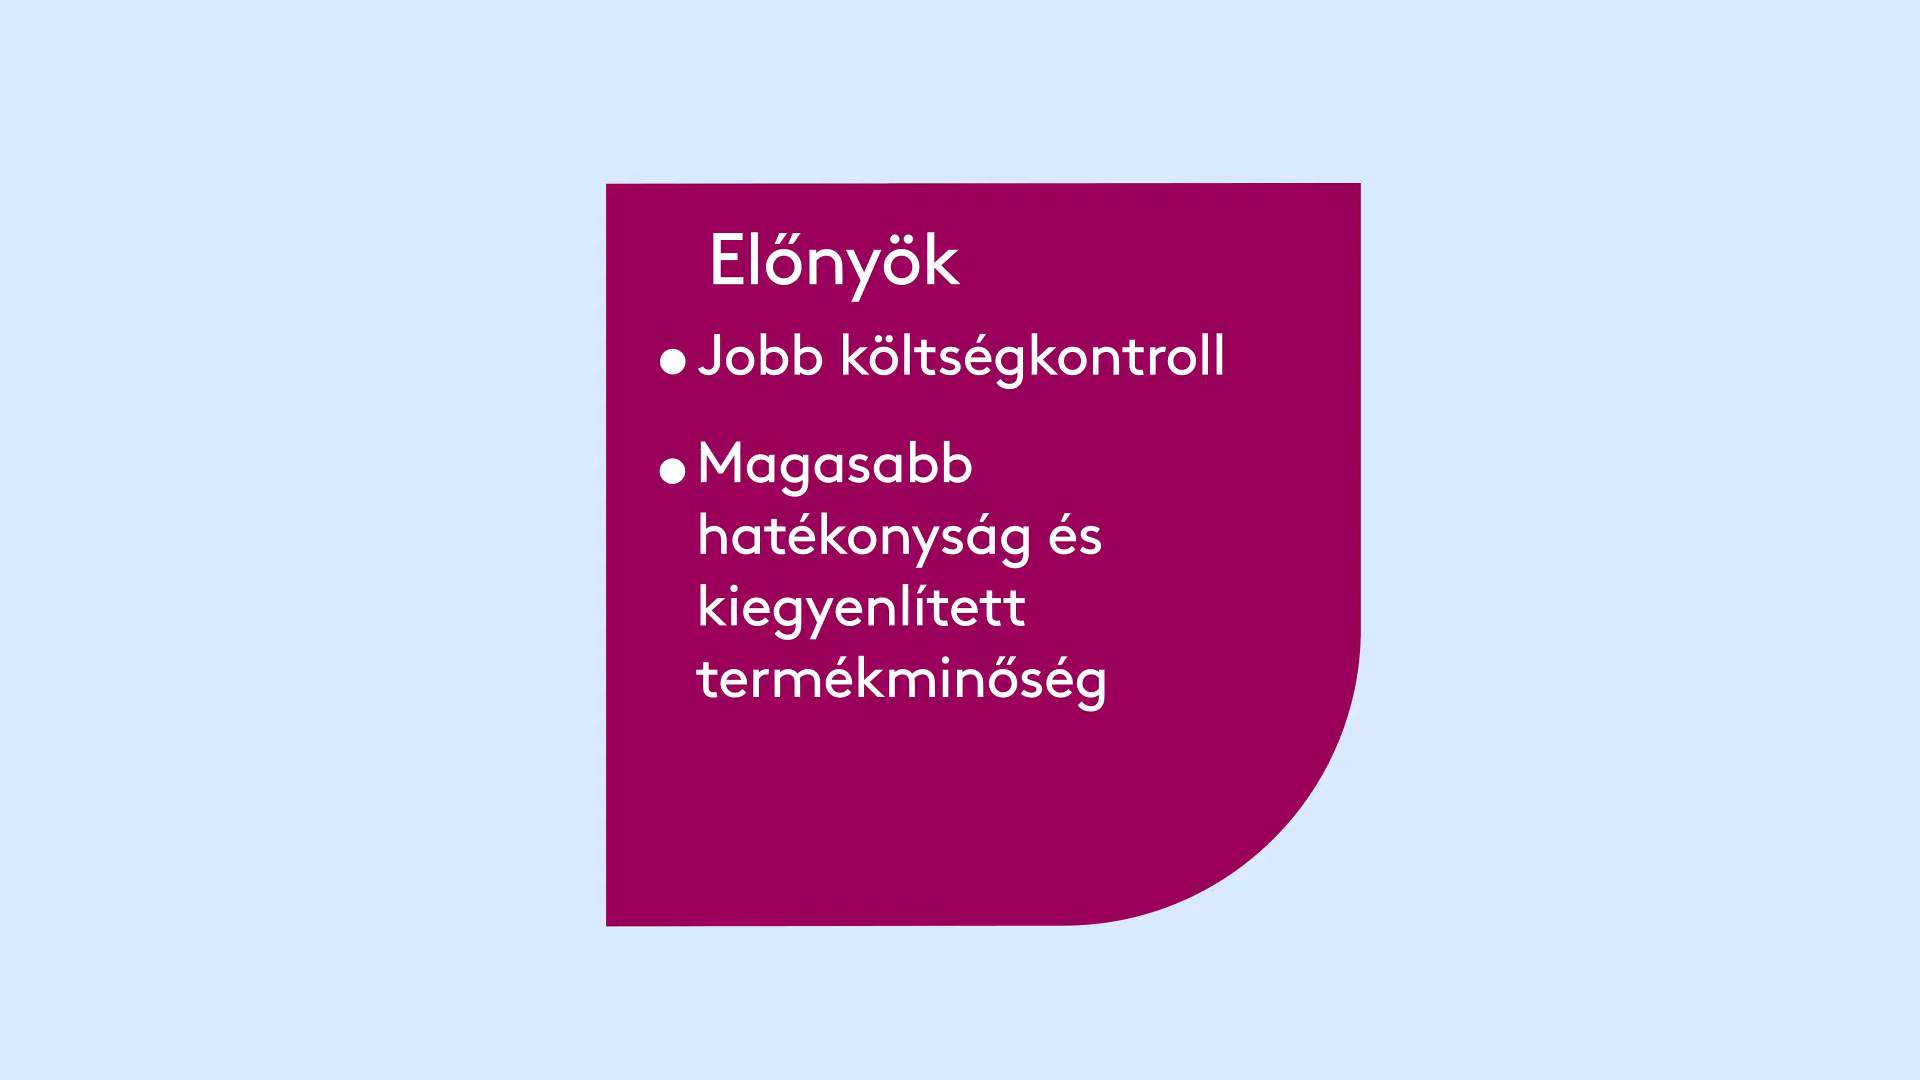 Előnyök
• Jobb költségkontroll
• Magasabb
hatékonyság és
kiegyenlített
termékminőség